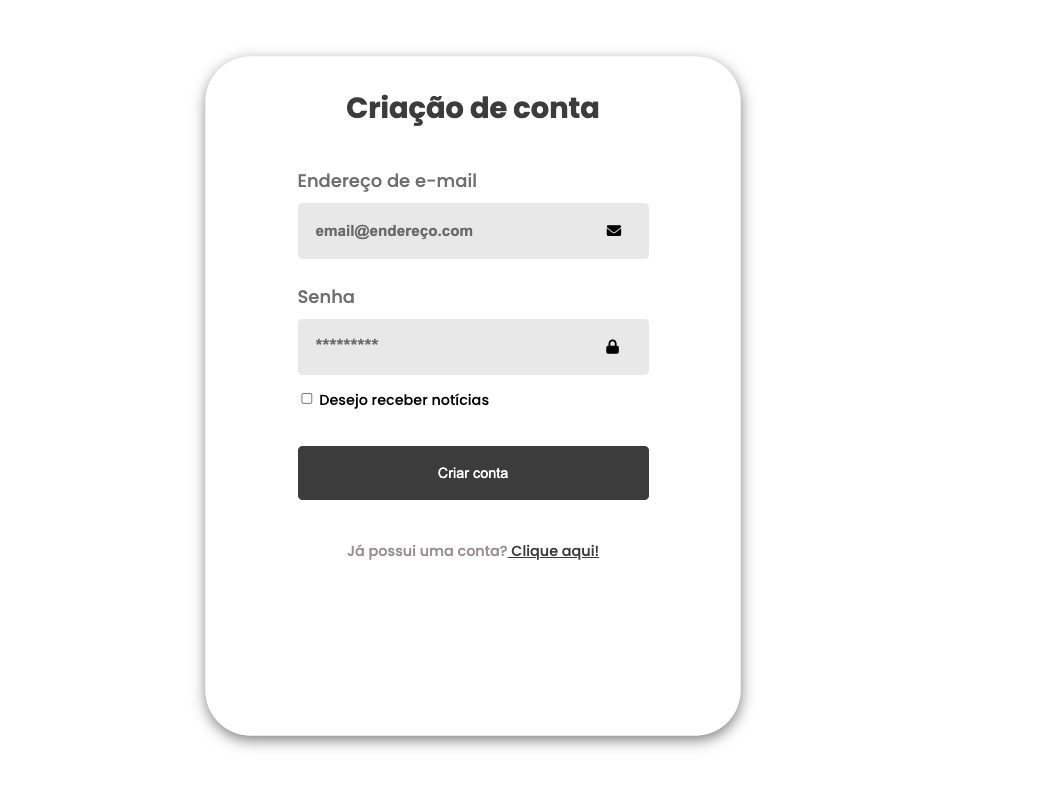 Criação de conta
Endereço de e-mail
email@endereço.com
Senha
*********
Desejo receber notícias
Criar conta
Já possui uma conta? Clique aqui!